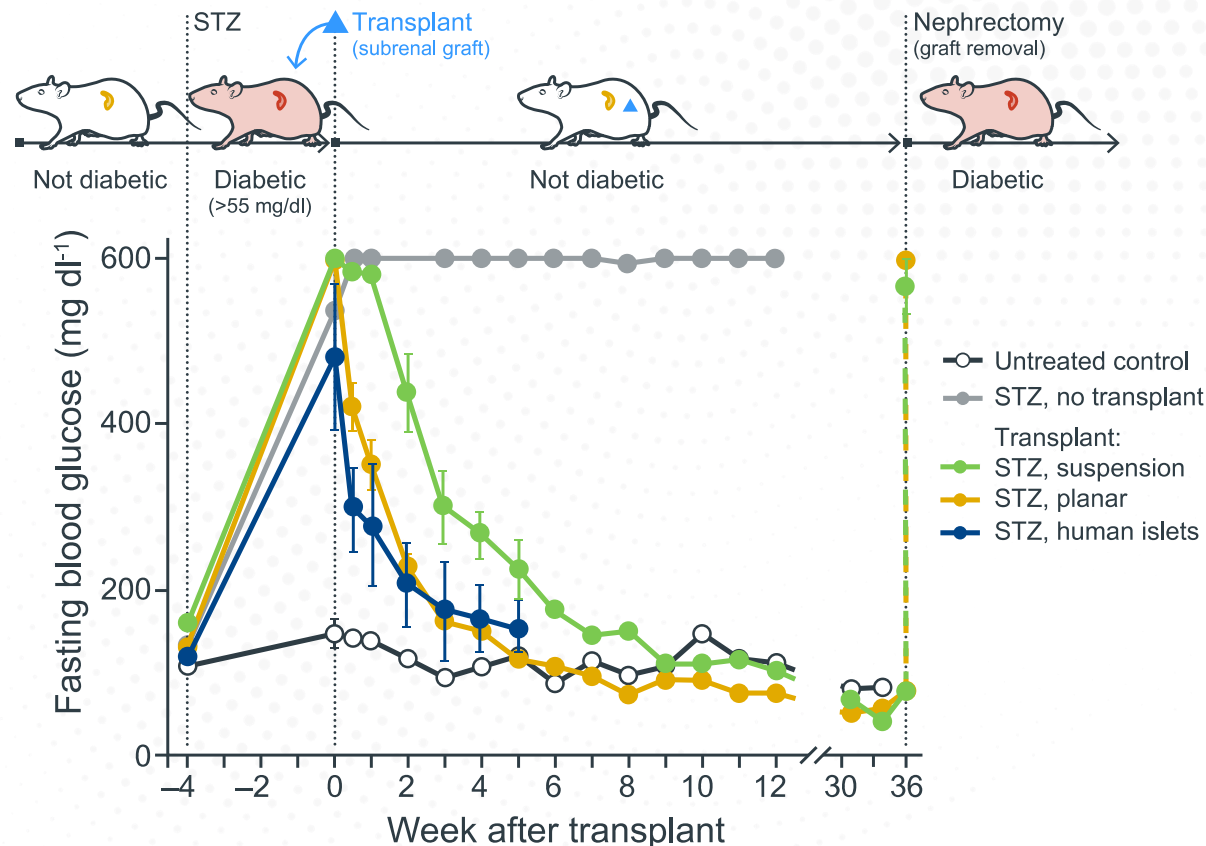 STZ
Transplant
(subrenal graft)
Nephrectomy
(graft removal)
Not diabetic
Diabetic
(>55 mg/dl)
Not diabetic
Diabetic
Fasting blood glucose (mg dl⁻¹)
600
400
200
0
–4
–2
0
2
4
6
8
10
12
30
36
Week after transplant
Untreated control
STZ, no transplant
Transplant:
STZ, suspension
STZ, planar
STZ, human islets